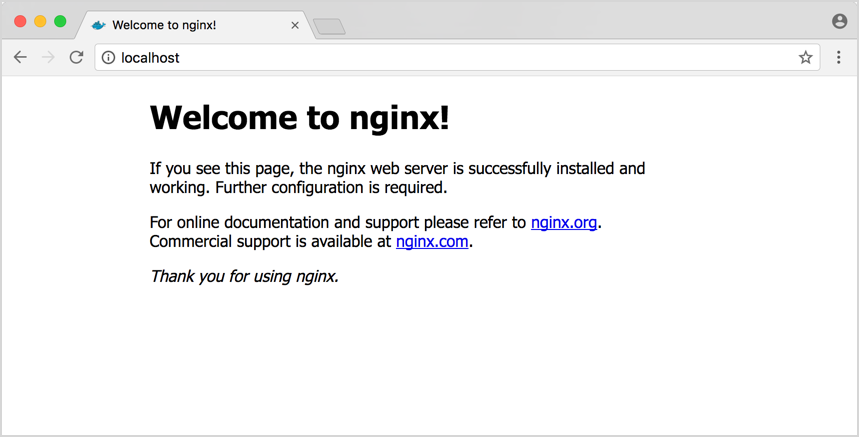 Welcome to nginx!
localhost
Welcome to nginx!
If you see this page, the nginx web server is successfully installed and
working. Further configuration is required.
For online documentation and support please refer to nginx.org.
Commercial support is available at nginx.com.
Thank you for using nginx.